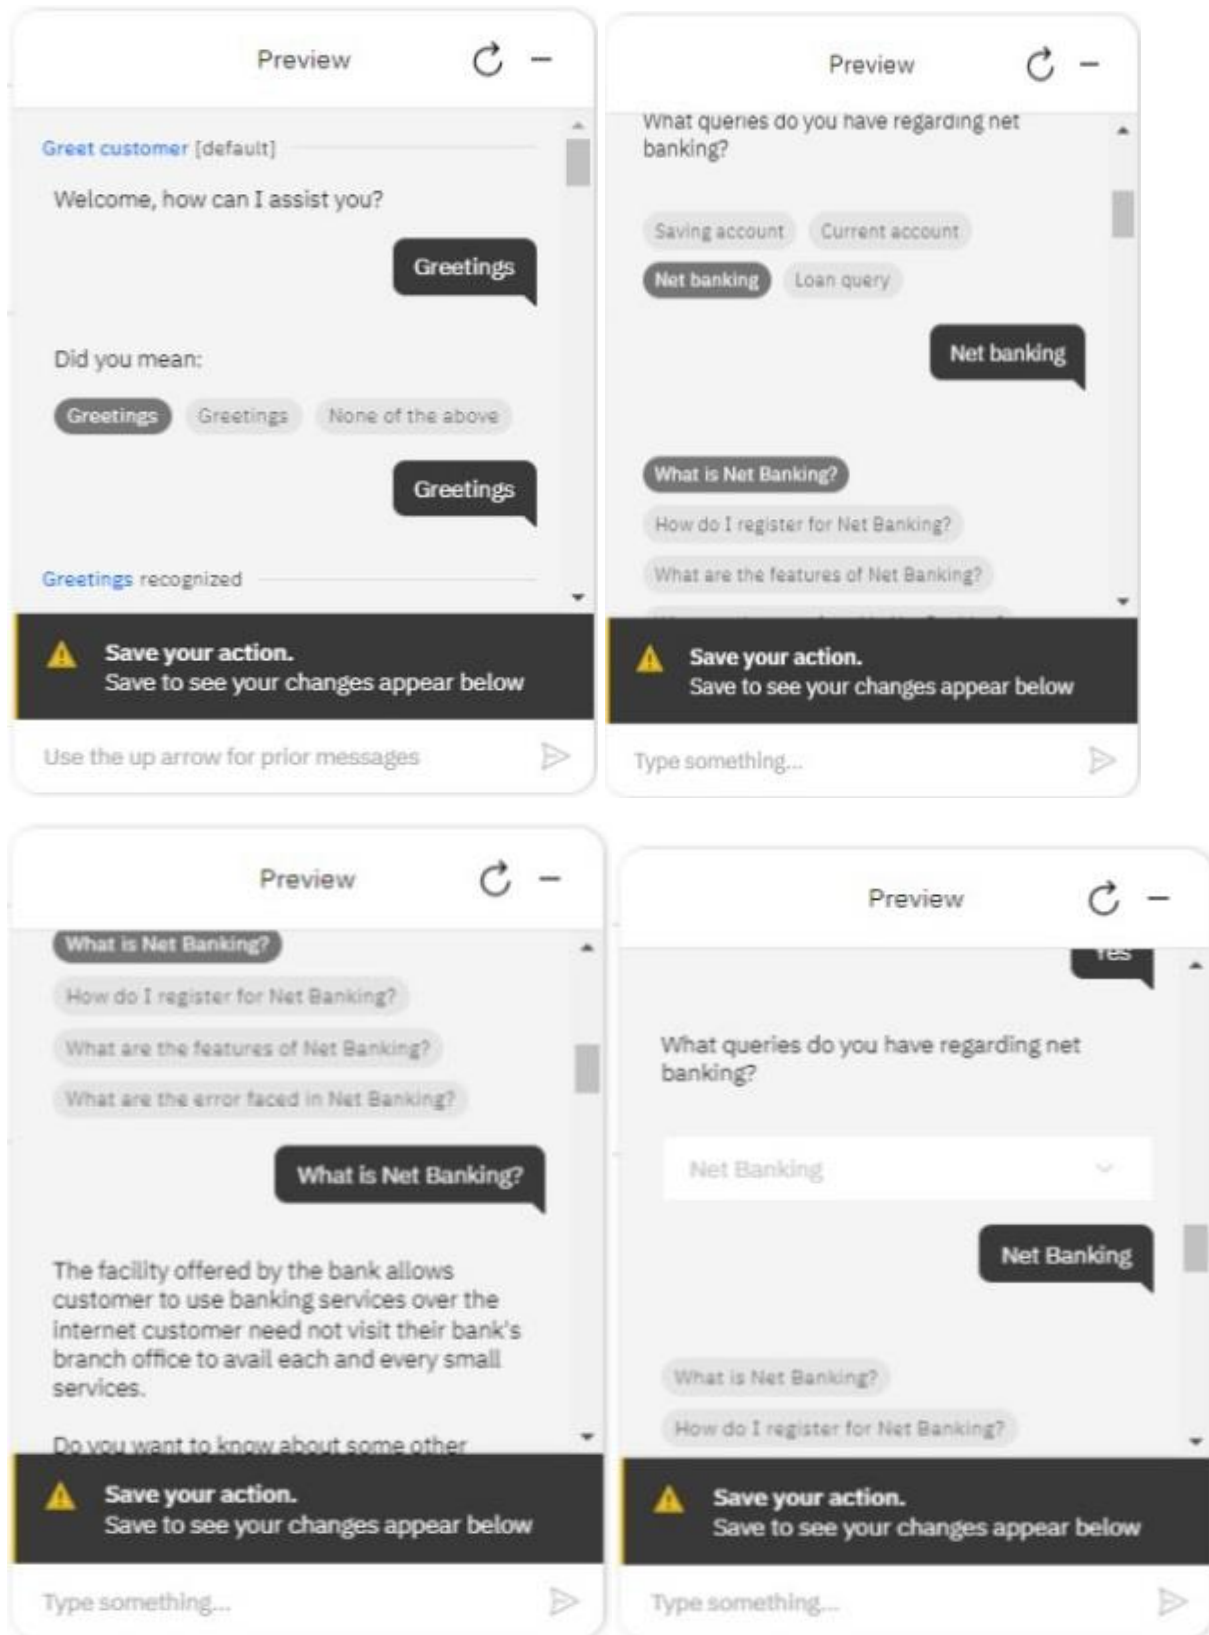 Preview
Greet customer [default]
Welcome, how can I assist you?
Greetings
Did you mean:
Greetings Greetings None of the above
Greetings
Greetings recognized
Save your action.
Save to see your changes appear below
Use the up arrow for prior messages
Preview
What queries do you have regarding net
banking?
Saving account Current account
Net banking Loan query
Net banking
What is Net Banking?
How do I register for Net Banking?
What are the features of Net Banking?
Save your action.
Save to see your changes appear below
Type something...
Preview
What is Net Banking?
How do I register for Net Banking?
What are the features of Net Banking?
What are the error faced in Net Banking?
What is Net Banking?
The facility offered by the bank allows
customer to use banking services over the
internet customer need not visit their bank's
branch office to avail each and every small
services.
Do you want to know about some other
Save your action.
Save to see your changes appear below
Type something...
Preview
Yes
What queries do you have regarding net
banking?
Net Banking
Net Banking
What is Net Banking?
How do I register for Net Banking?
Save your action.
Save to see your changes appear below
Type something...